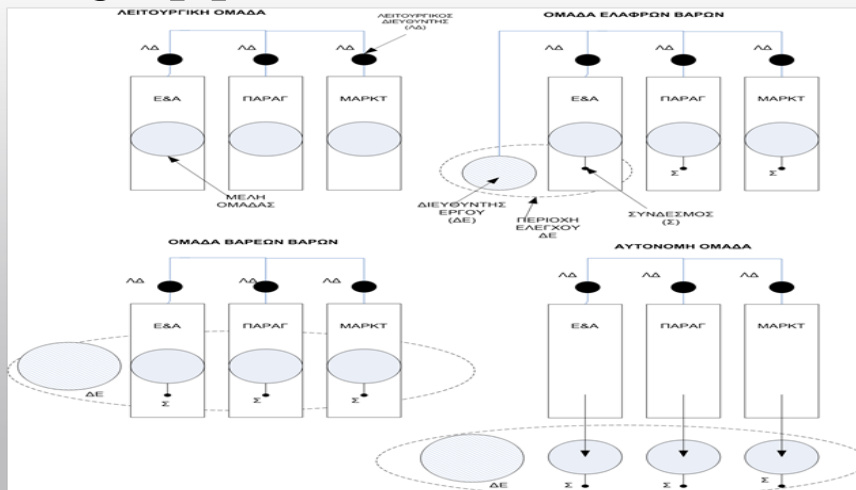 ΛΕΙΤΟΥΡΓΙΚΗ ΟΜΑΔΑ
ΛΕΙΤΟΥΡΓΙΚΟΣ
ΔΙΕΥΘΥΝΤΗΣ
(ΛΔ)
ΛΔ
ΛΔ
ΛΔ
Ε&Α
ΠΑΡΑΓ
ΜΑΡΚΤ
ΜΕΛΗ
ΟΜΑΔΑΣ
ΟΜΑΔΑ ΕΛΑΦΡΩΝ ΒΑΡΩΝ
ΛΔ
ΛΔ
ΛΔ
Ε&Α
ΠΑΡΑΓ
ΜΑΡΚΤ
Σ
Σ
ΔΙΕΥΘΥΝΤΗΣ
ΕΡΓΟΥ
(ΔΕ)
ΠΕΡΙΟΧΗ
ΕΛΕΓΧΟΥ
ΔΕ
ΣΥΝΔΕΣΜΟΣ
(Σ)
ΟΜΑΔΑ ΒΑΡΕΩΝ ΒΑΡΩΝ
ΛΔ
ΛΔ
ΛΔ
Ε&Α
ΠΑΡΑΓ
ΜΑΡΚΤ
ΔΕ
Σ
Σ
Σ
ΑΥΤΟΝΟΜΗ ΟΜΑΔΑ
ΛΔ
ΛΔ
ΛΔ
Ε&Α
ΠΑΡΑΓ
ΜΑΡΚΤ
ΔΕ
Σ
Σ
Σ